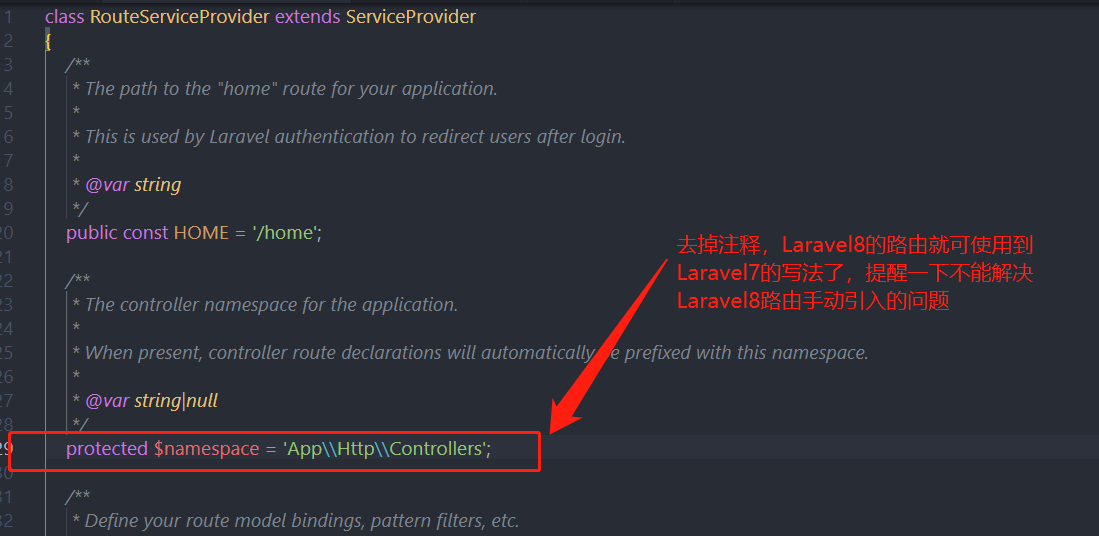 1 class RouteServiceProvider extends ServiceProvider
2 {
3 /**
4 * The path to the "home" route for your application.
5 *
6 * This is used by Laravel authentication to redirect users after login.
7 *
8 * @var string
9 */
20 public const HOME = '/home';
21
22 /**
23 * The controller namespace for the application.
24 *
25 * When present, controller route declarations will automatically prefixed with this namespace.
26 *
27 * @var string|null
28 */
29 protected $namespace = 'App\\Http\\Controllers';
30
31 /**
32 * Define your route model bindings, pattern filters, etc.
去掉注释，Laravel8的路由就可使用到
Laravel7的写法了，提醒一下不能解决
Laravel8路由手动引入的问题